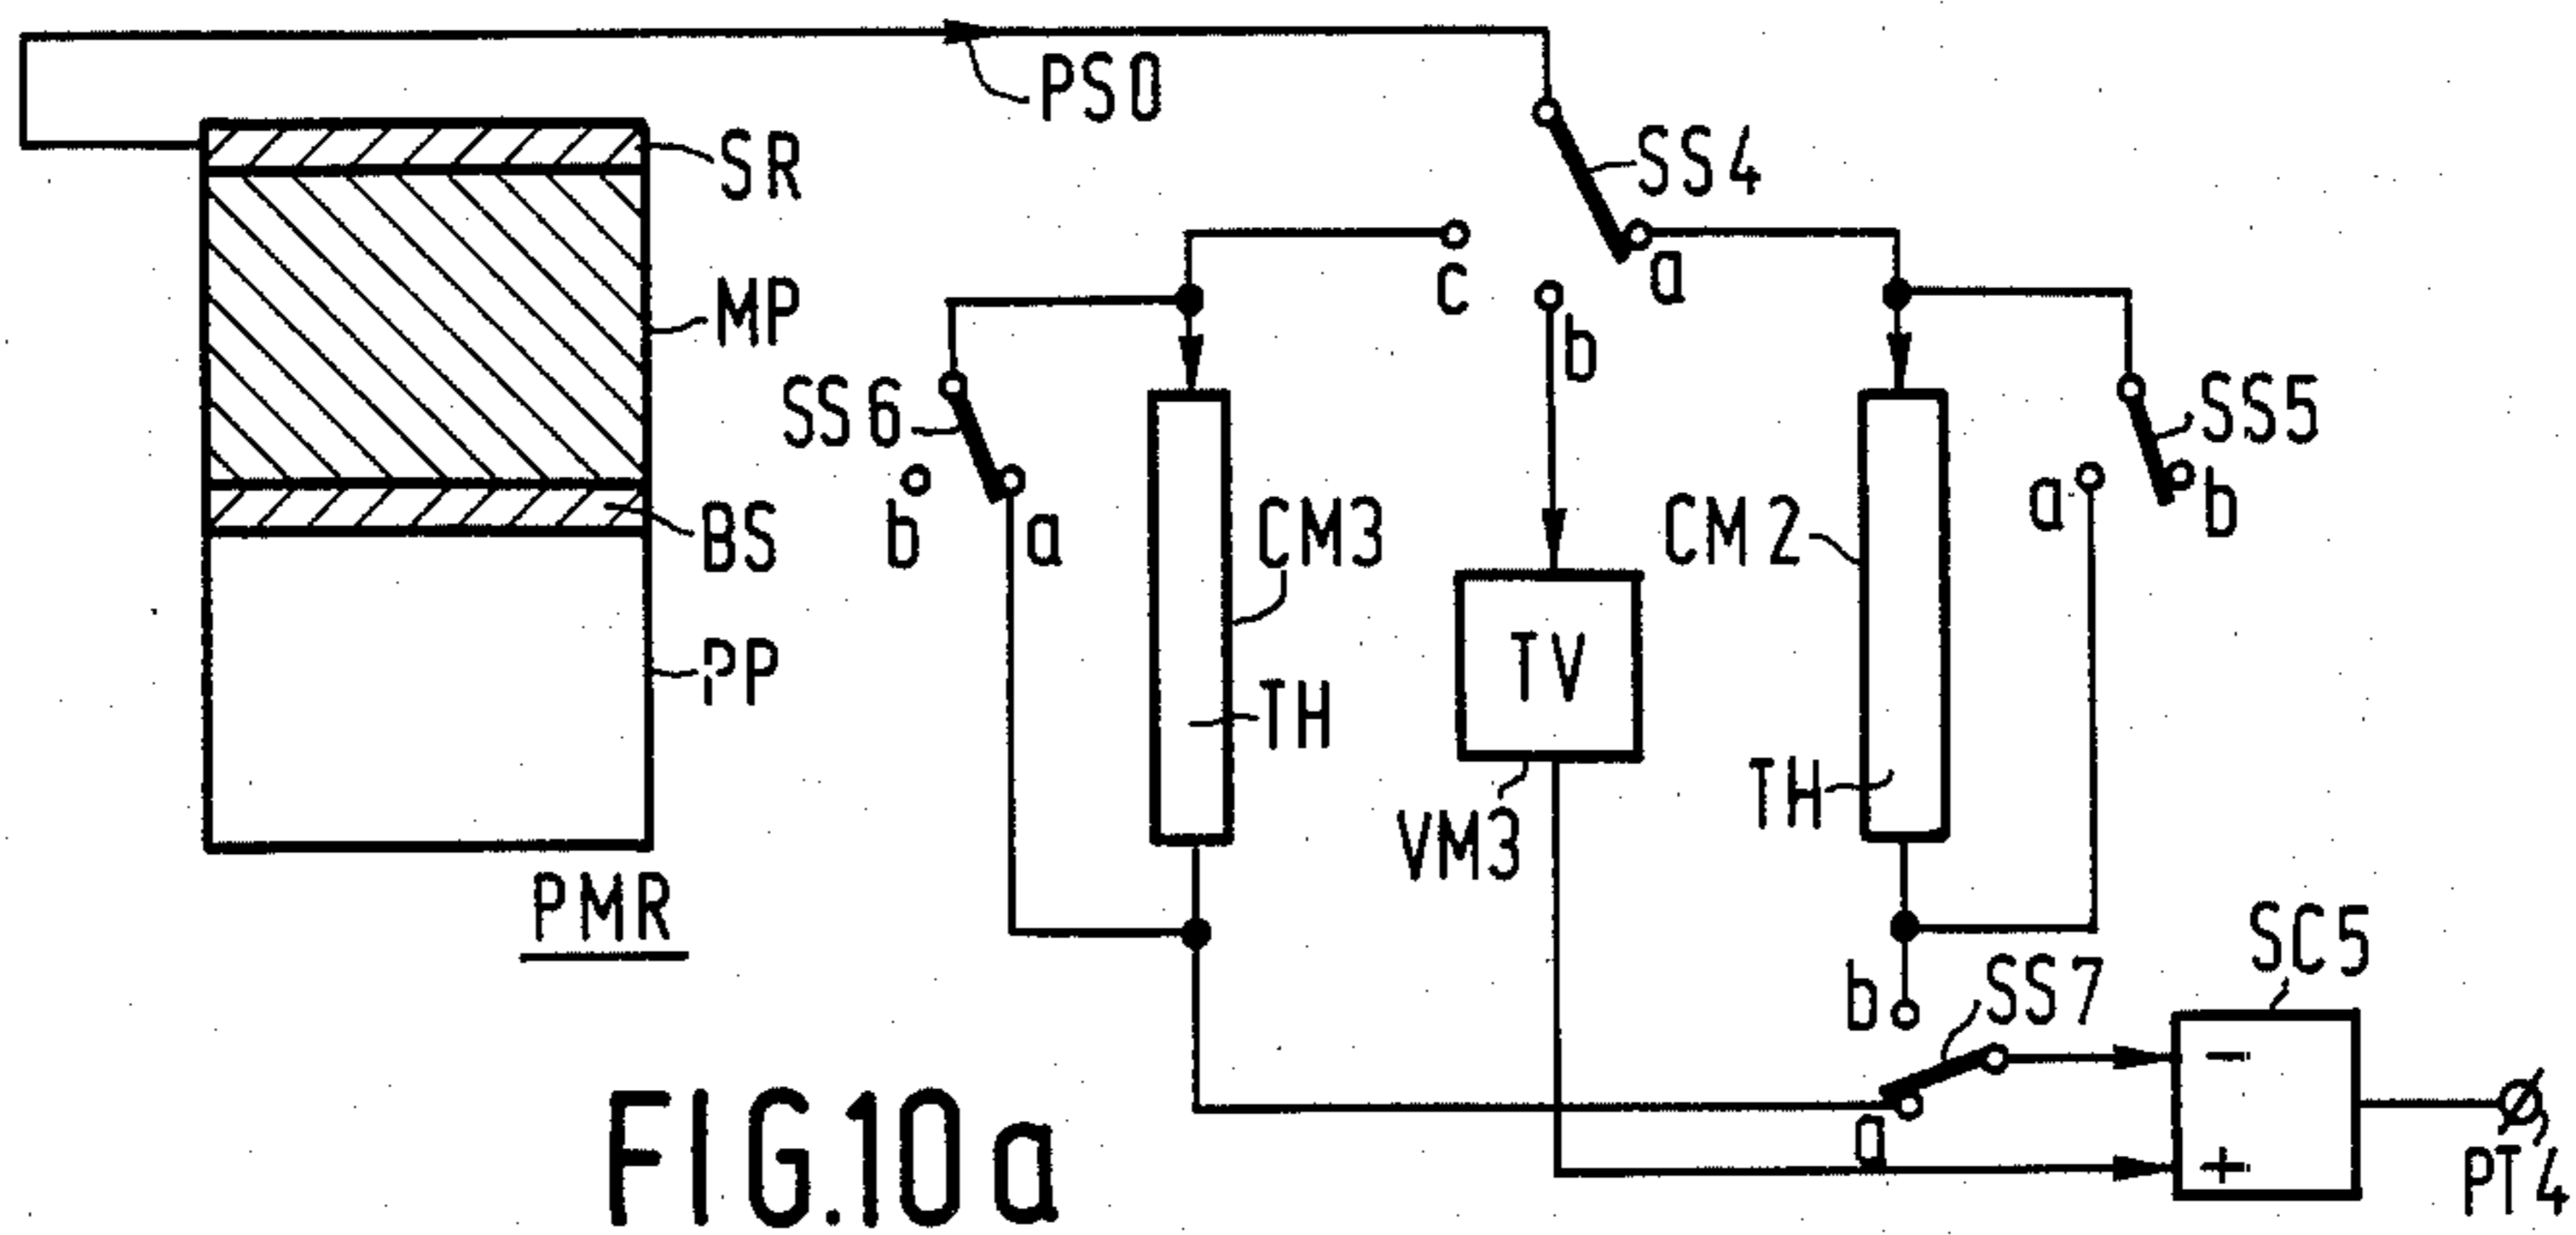 PS0
SR
SS4
MP
c
a
b
SS6
SS5
b
a
CM3
CM2
a
b
BS
TV
PP
TH
TH
VM3
PMR
SC5
b
SS7
-
a
+
PT4
FIG.10a